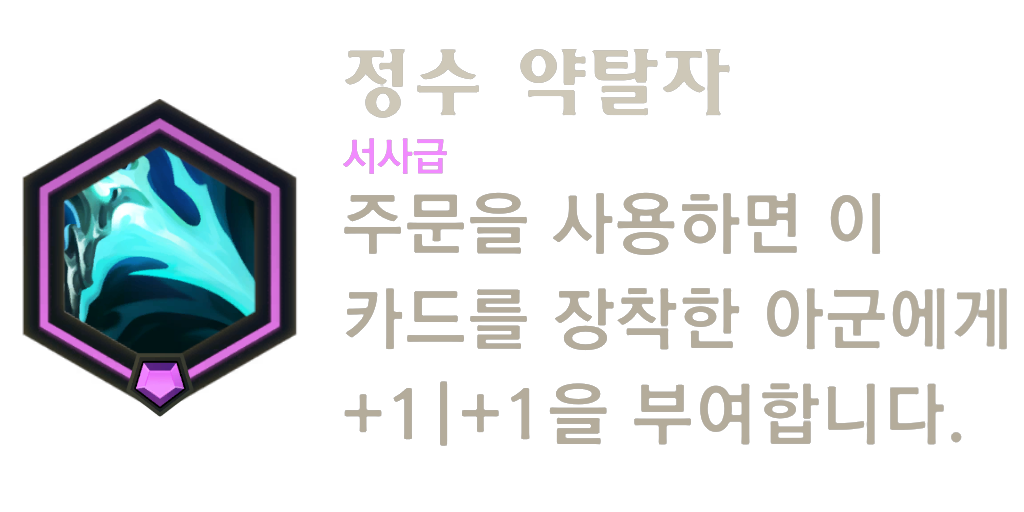 정수 약탈자
서사급
주문을 사용하면 이
카드를 장착한 아군에게
+1|+1을 부여합니다.